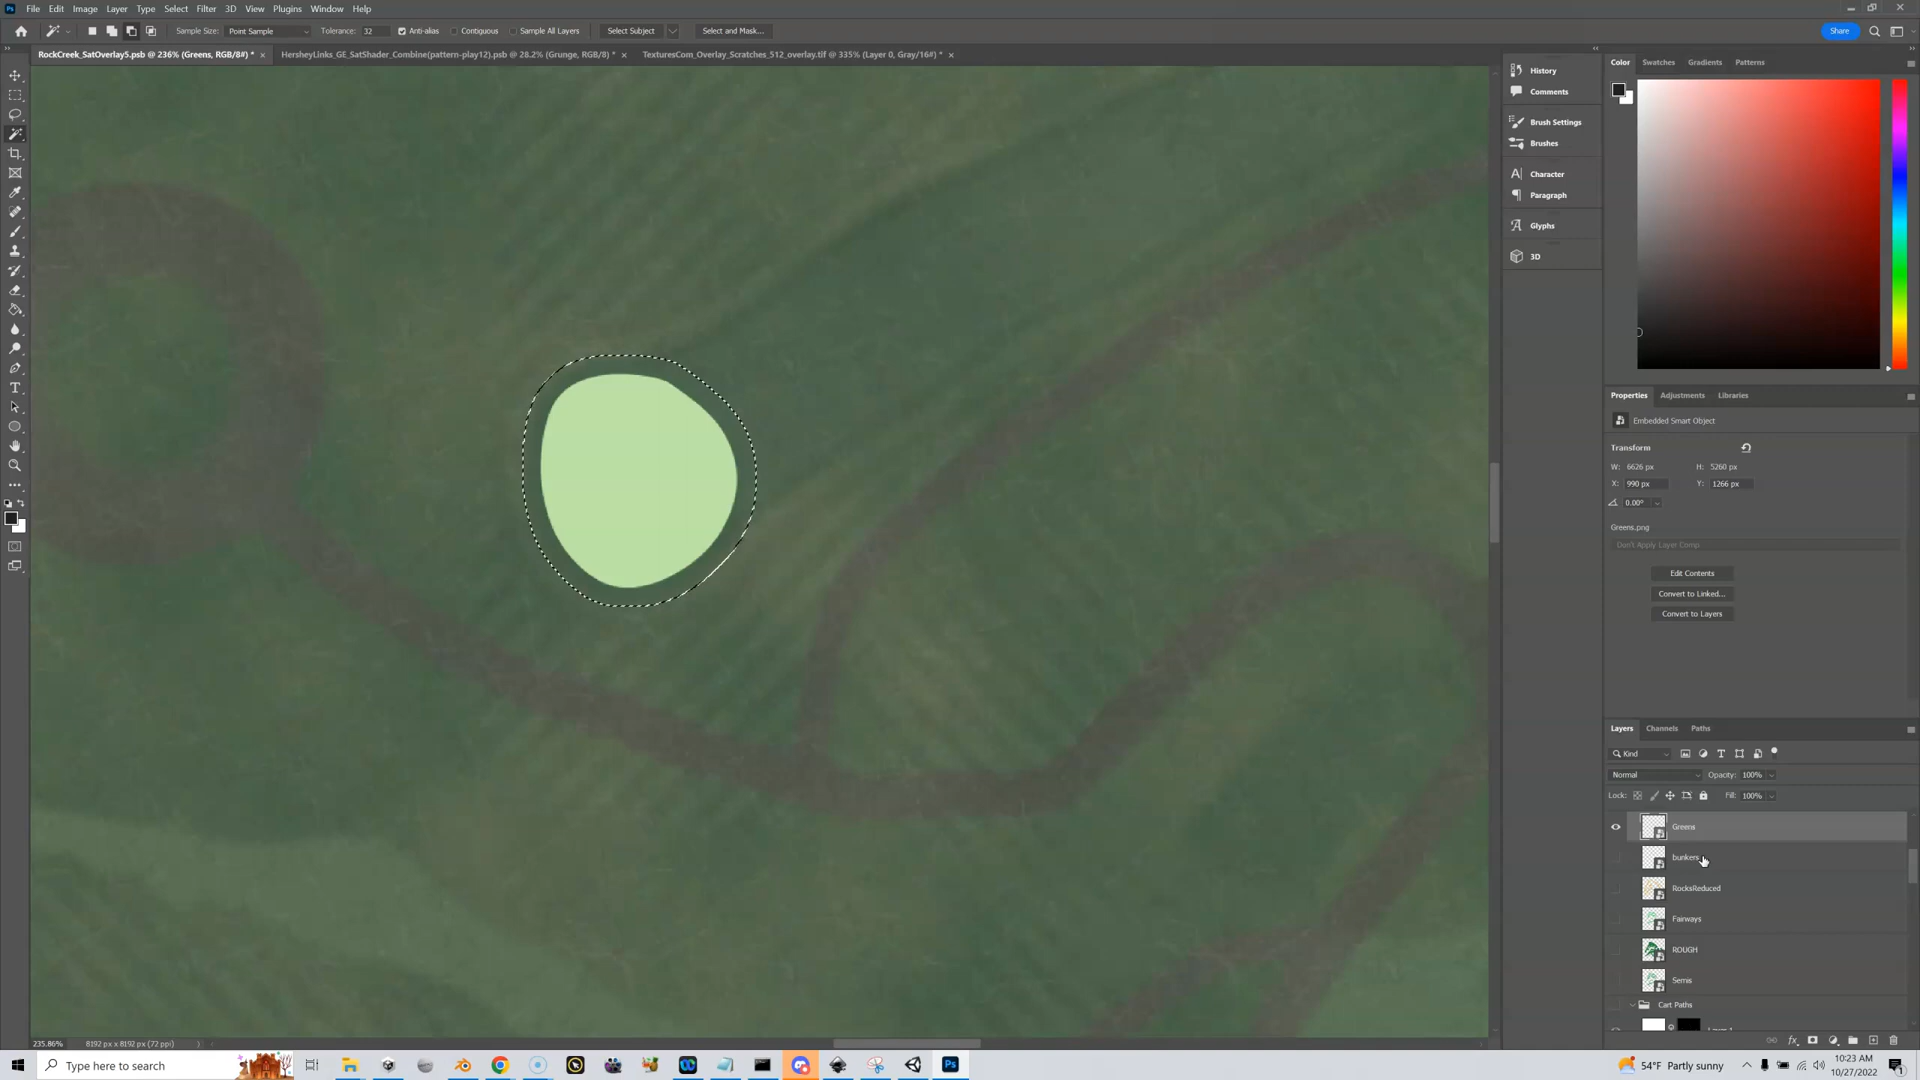 File Edit Image Layer Type Select Filter 3D View Plugins Window Help
Sample Size: Point Sample Tolerance: 32 Anti-alias Contiguous Sample All Layers Select Subject Select and Mask... Share
RockCreek_SatOverlay5.psb @ 236% (Greens, RGB/8#) * × HersheyLinks_GE_SatShader_Combine(pattern-play12).psb @ 28.2% (Grunge, RGB/8) * × TexturesCom_Overlay_Scratches_512_overlay.tif @ 335% (Layer 0, Gray/16#) * ×
History
Comments
Brush Settings
Brushes
Character
Paragraph
Glyphs
3D
Color Swatches Gradients Patterns
Properties Adjustments Libraries
Embedded Smart Object
Transform
W: 6626 px H: 5260 px
X: 990 px Y: 1266 px
0.00°
Greens.png
Don't Apply Layer Comp
Edit Contents
Convert to Linked...
Convert to Layers
Layers Channels Paths
Kind
Normal Opacity: 100%
Lock: Fill: 100%
Greens
bunkers
RocksReduced
Fairways
ROUGH
Semis
Cart Paths
Layer 1
235.86% 8192 px x 8192 px (72 ppi)
Type here to search
54°F Partly sunny
10:23 AM
10/27/2022